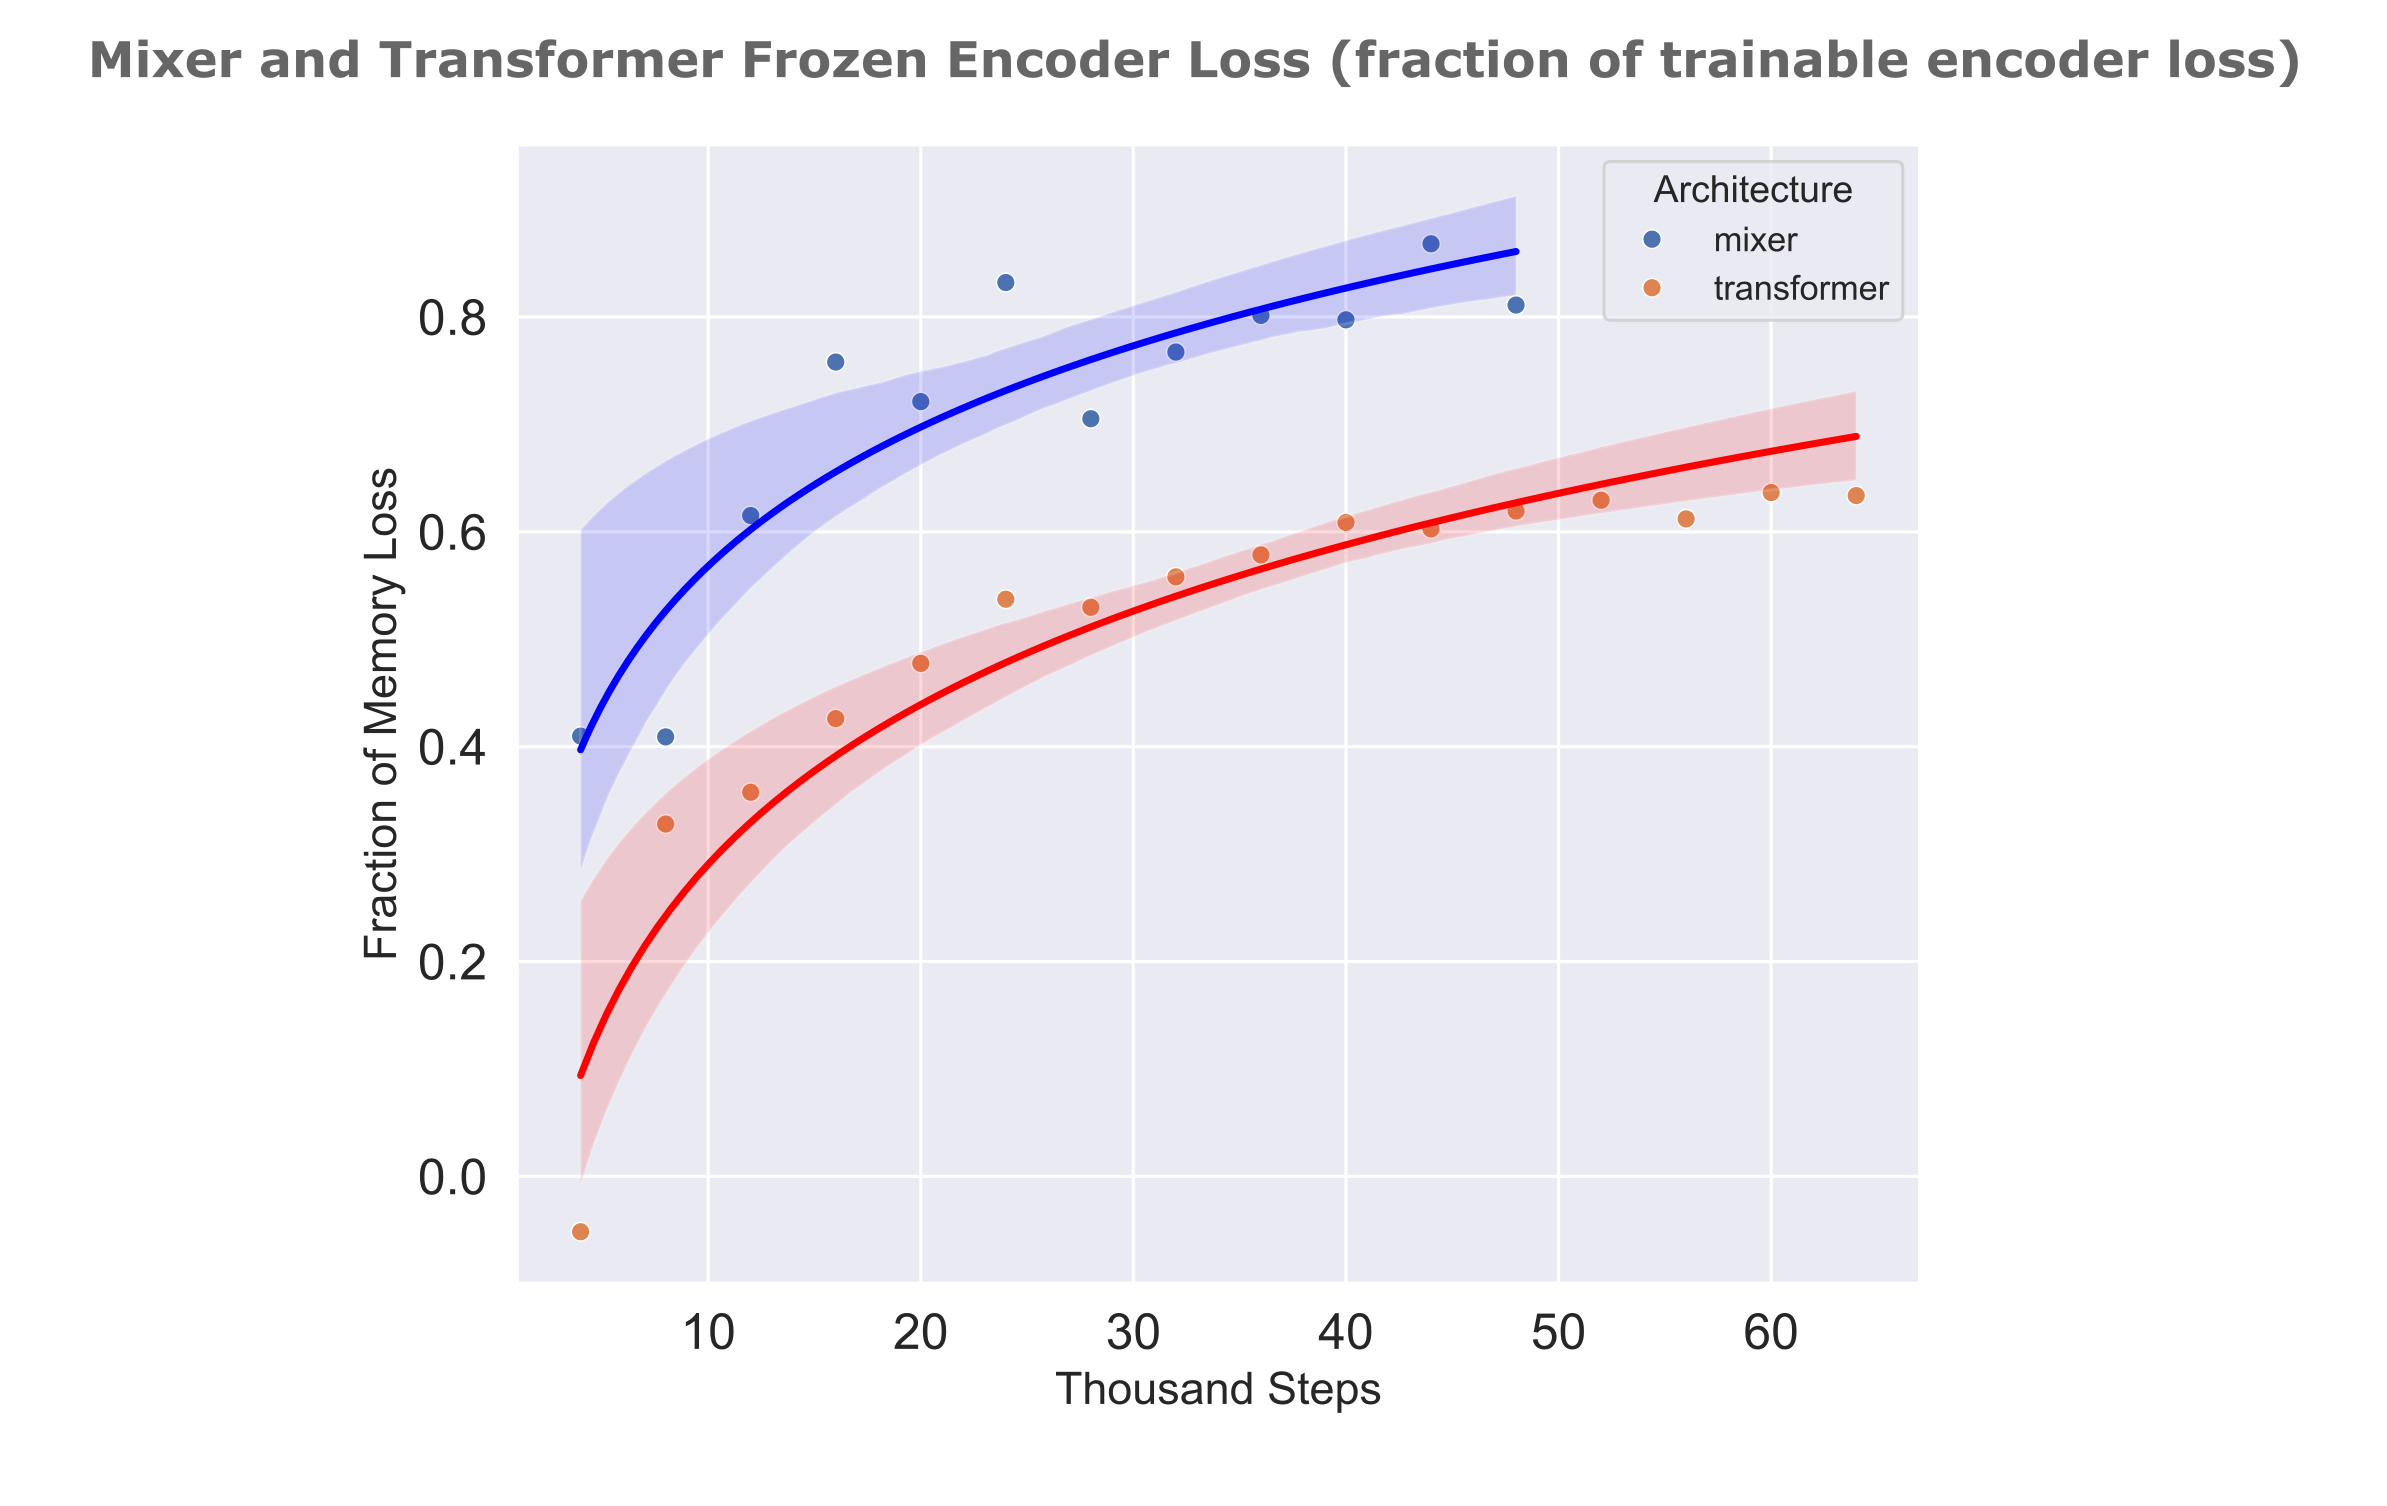 Mixer and Transformer Frozen Encoder Loss (fraction of trainable encoder loss)
Architecture
mixer
transformer
Fraction of Memory Loss
0.8
0.6
0.4
0.2
0.0
10 20 30 40 50 60
Thousand Steps